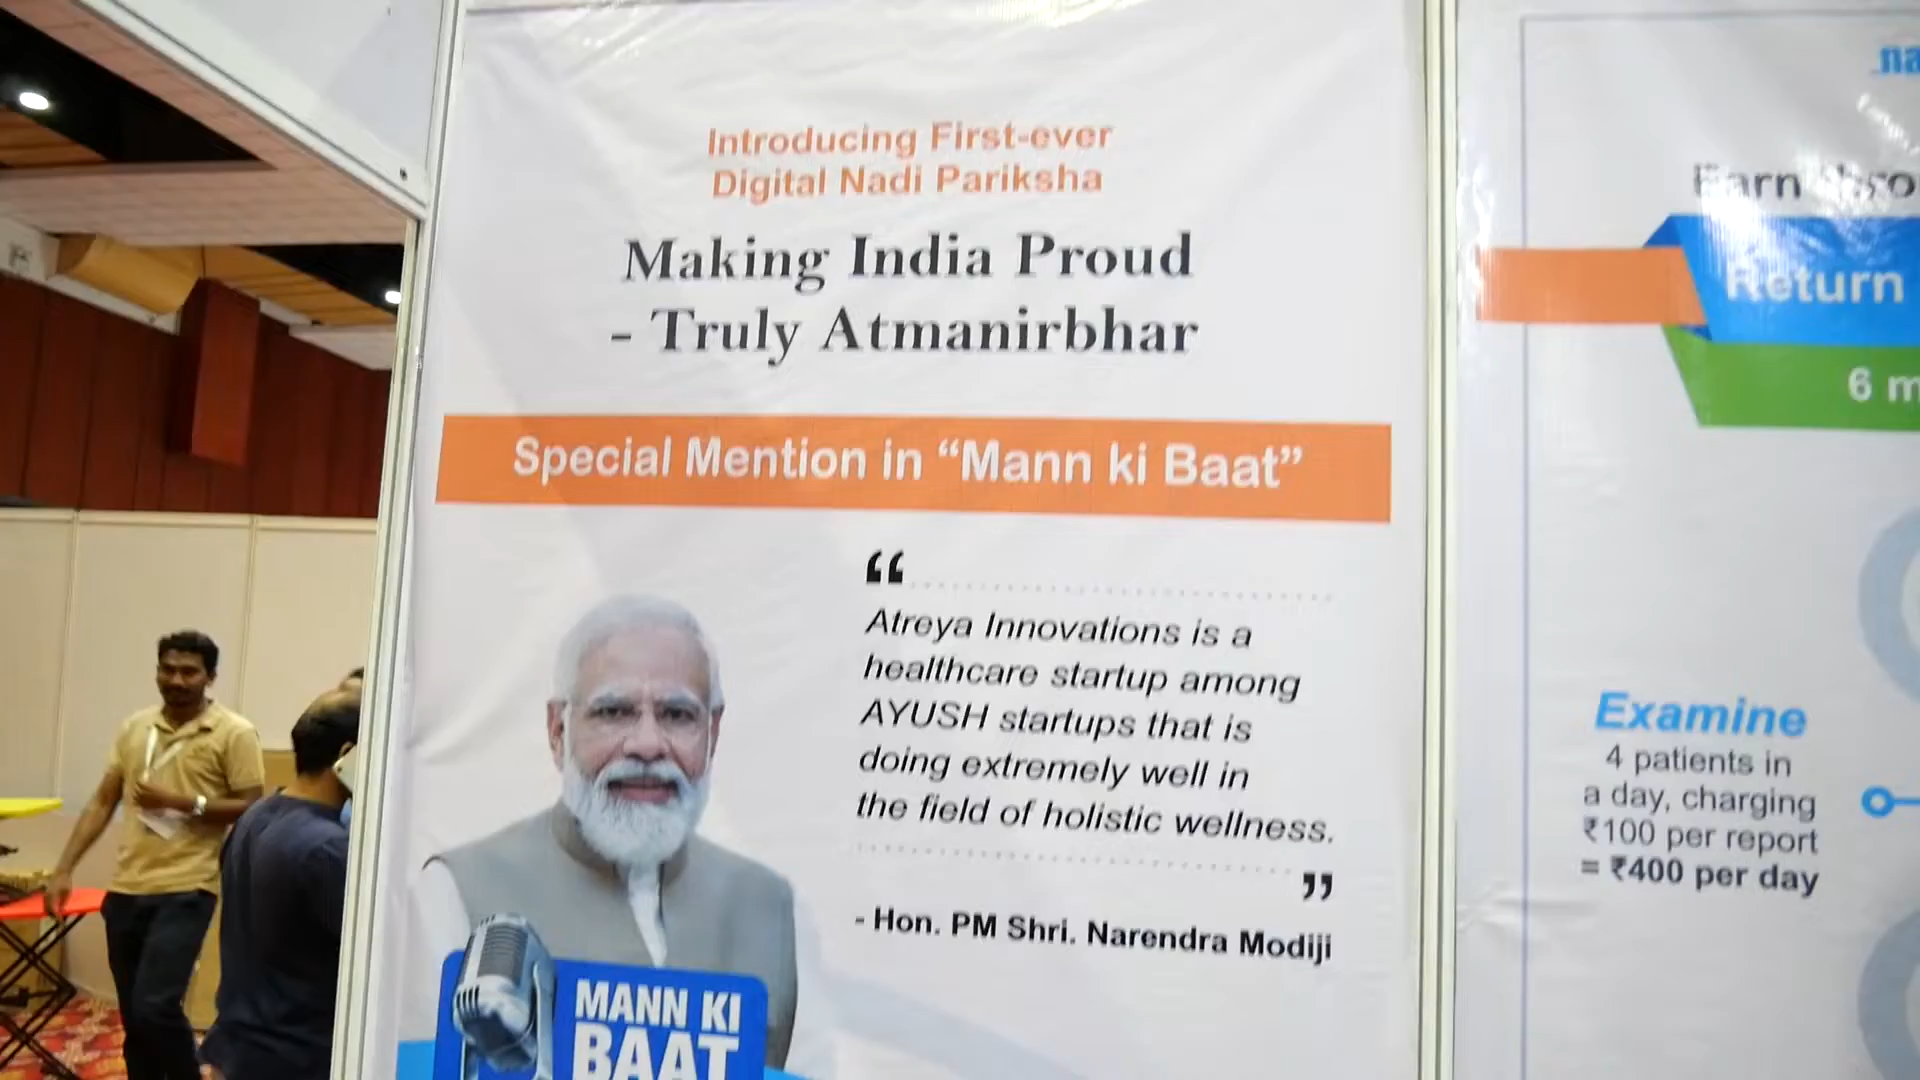 Introducing First-ever
Digital Nadi Pariksha
Making India Proud
- Truly Atmanirbhar
Special Mention in “Mann ki Baat”
“
Atreya Innovations is a
healthcare startup among
AYUSH startups that is
doing extremely well in
the field of holistic wellness.
”
- Hon. PM Shri. Narendra Modiji
MANN KI
BAAT
Earn
Return
6
Examine
4 patients in
a day, charging
₹100 per report
= ₹400 per day